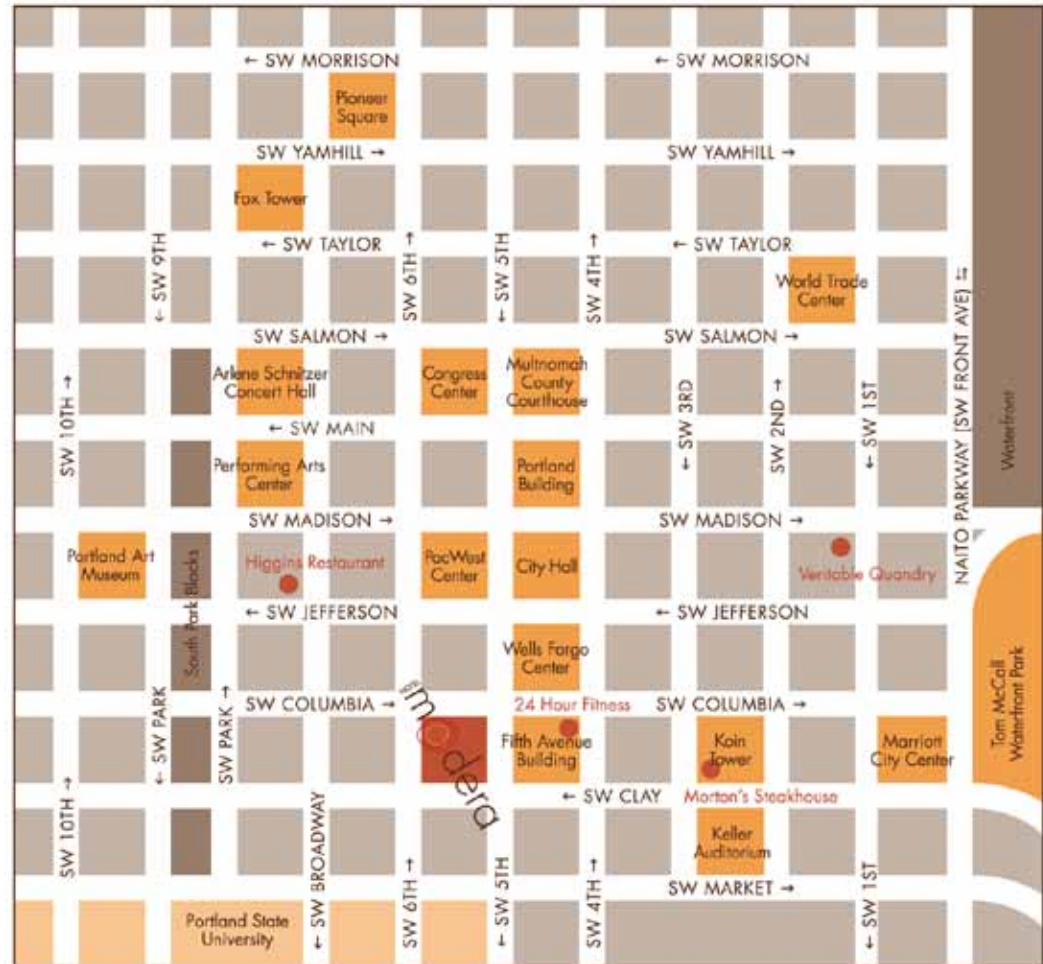 ← SW MORRISON
← SW MORRISON
Pioneer
Square
SW YAMHILL →
SW YAMHILL →
Fox Tower
← SW TAYLOR
← SW TAYLOR
← SW 9TH
SW 6TH →
← SW 5TH
SW 4TH →
World Trade
Center
NAITO PARKWAY (SW FRONT AVE) ⇄
SW SALMON →
SW SALMON →
Arlene Schnitzer
Concert Hall
Congress
Center
Multnomah
County
Courthouse
SW 10TH →
← SW 3RD
SW 2ND →
← SW 1ST
Waterfront
← SW MAIN
Performing Arts
Center
Portland
Building
SW MADISON →
SW MADISON →
Portland Art
Museum
South Park Blocks
Higgins Restaurant
PacWest
Center
City Hall
Veritable Quandry
← SW JEFFERSON
← SW JEFFERSON
Wells Fargo
Center
← SW PARK
SW PARK →
SW COLUMBIA →
24 Hour Fitness
SW COLUMBIA →
Tom McCall
Waterfront Park
modera
Fifth Avenue
Building
Koin
Tower
Marriott
City Center
← SW CLAY
Morton's Steakhouse
SW 10TH →
← SW BROADWAY
SW 6TH →
← SW 5TH
SW 4TH →
Keller
Auditorium
← SW 1ST
SW MARKET →
Portland State
University